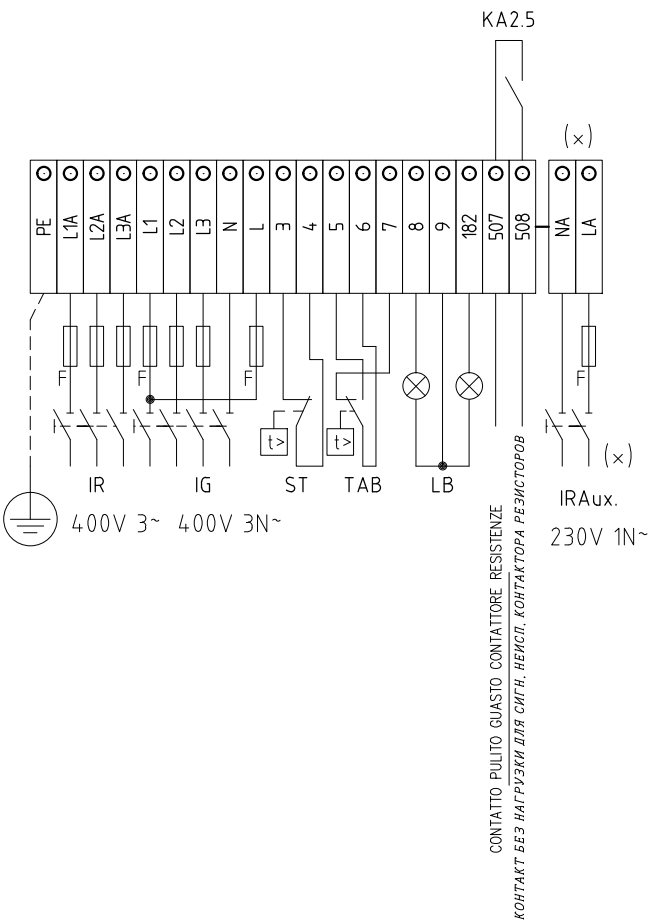 KA2.5
(x)
PE L1A L2A L3A L1 L2 L3 N L 3 4 5 6 7 8 9 182 507 508 NA LA
F F F F
t> t>
(x)
IR IG ST TAB LB
IRAux.
400V 3~ 400V 3N~
230V 1N~
CONTATTO PULITO GUASTO CONTATTORE RESISTENZE
КОНТАКТ БЕЗ НАГРУЗКИ ДЛЯ СИГН. НЕИСП. КОНТАКТОРА РЕЗИСТОРОВ